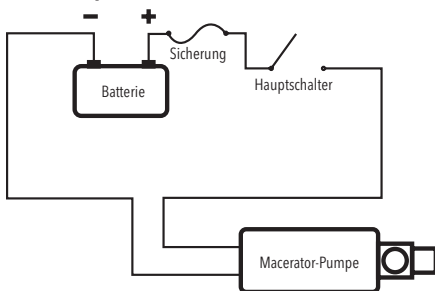 − +
Sicherung
Hauptschalter
Batterie
Macerator-Pumpe